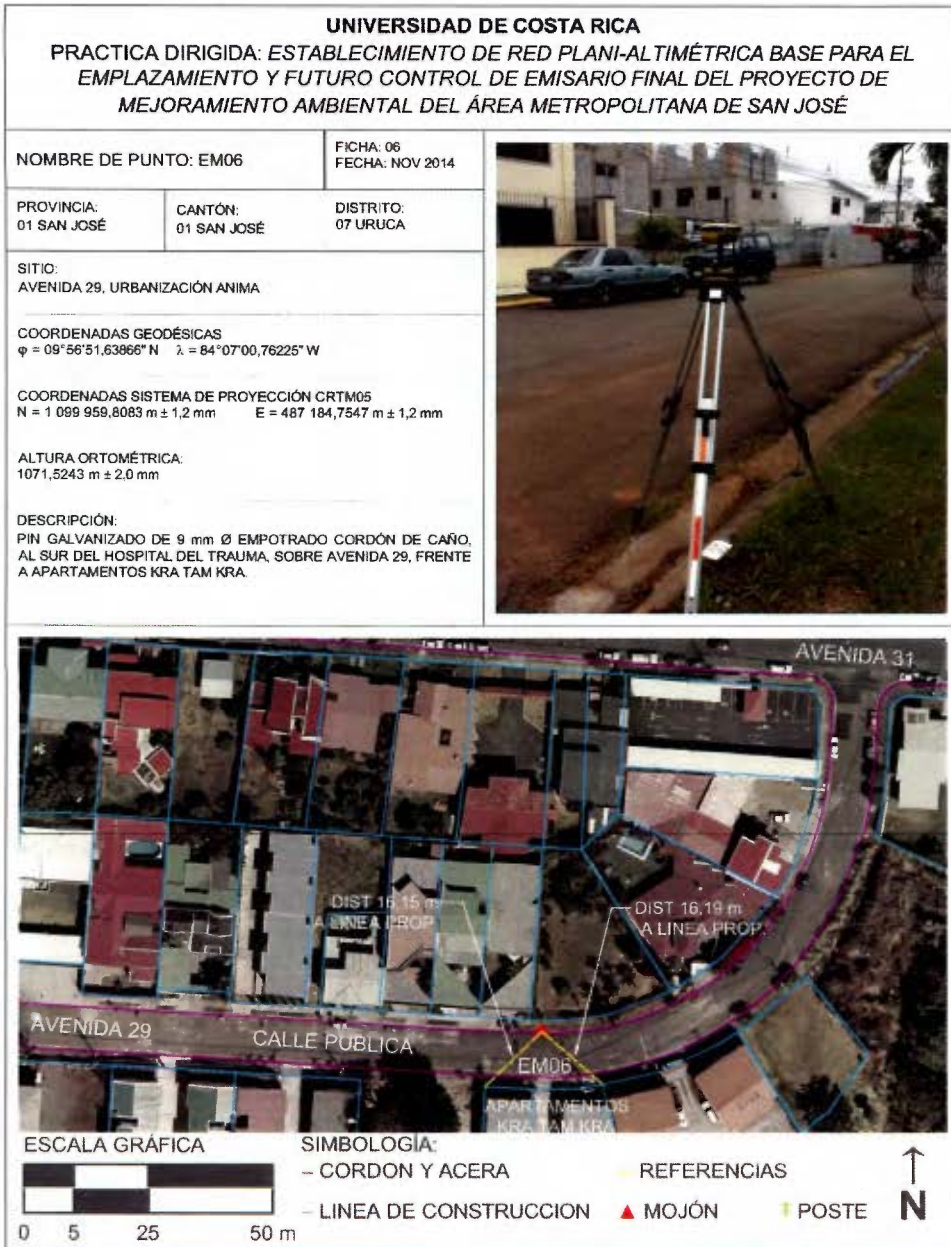 UNIVERSIDAD DE COSTA RICA
PRACTICA DIRIGIDA: ESTABLECIMIENTO DE RED PLANI-ALTIMÉTRICA BASE PARA EL
EMPLAZAMIENTO Y FUTURO CONTROL DE EMISARIO FINAL DEL PROYECTO DE
MEJORAMIENTO AMBIENTAL DEL ÁREA METROPOLITANA DE SAN JOSÉ
NOMBRE DE PUNTO: EM06
FICHA: 06
FECHA: NOV 2014
PROVINCIA:
01 SAN JOSÉ
CANTÓN:
01 SAN JOSÉ
DISTRITO:
07 URUCA
SITIO:
AVENIDA 29, URBANIZACIÓN ANIMA
COORDENADAS GEODÉSICAS
φ = 09°56'51,63866" N λ = 84°07'00,76225" W
COORDENADAS SISTEMA DE PROYECCIÓN CRTM05
N = 1 099 959,8083 m ± 1,2 mm E = 487 184,7547 m ± 1,2 mm
ALTURA ORTOMÉTRICA:
1071,5243 m ± 2,0 mm
DESCRIPCIÓN:
PIN GALVANIZADO DE 9 mm Ø EMPOTRADO CORDÓN DE CAÑO,
AL SUR DEL HOSPITAL DEL TRAUMA, SOBRE AVENIDA 29, FRENTE
A APARTAMENTOS KRA TAM KRA.
AVENIDA 31
DIST 16,15 m
A LINEA PROP.
DIST 16,19 m
A LINEA PROP.
AVENIDA 29
CALLE PUBLICA
EM06
APARTAMENTOS
KRA TAM KRA
ESCALA GRÁFICA
0 5 25 50 m
SIMBOLOGÍA:
CORDON Y ACERA
REFERENCIAS
LINEA DE CONSTRUCCION
MOJÓN
POSTE
N